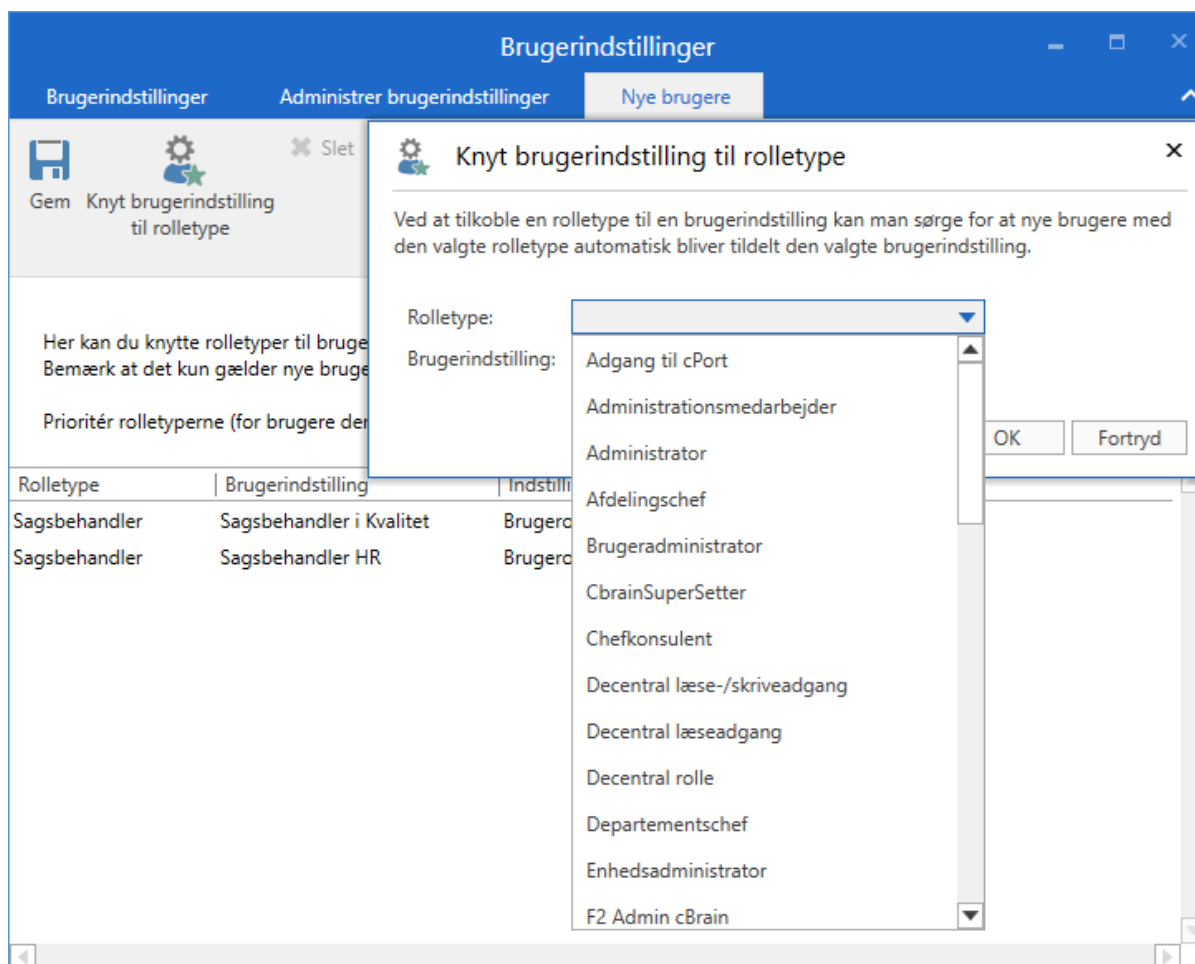 Brugerindstillinger
Brugerindstillinger Administrer brugerindstillinger Nye brugere
Gem
Knyt brugerindstilling
til rolletype
Slet
Knyt brugerindstilling til rolletype
Ved at tilkoble en rolletype til en brugerindstilling kan man sørge for at nye brugere med
den valgte rolletype automatisk bliver tildelt den valgte brugerindstilling.
Rolletype:
Brugerindstilling:
Adgang til cPort
Administrationsmedarbejder
Administrator
Afdelingschef
Brugeradministrator
CbrainSuperSetter
Chefkonsulent
Decentral læse-/skriveadgang
Decentral læseadgang
Decentral rolle
Departementschef
Enhedsadministrator
F2 Admin cBrain
OK Fortryd
Her kan du knytte rolletyper til bruge
Bemærk at det kun gælder nye bruge
Prioritér rolletyperne (for brugere der
Rolletype Brugerindstilling Indstilli
Sagsbehandler Sagsbehandler i Kvalitet Brugero
Sagsbehandler Sagsbehandler HR Brugero